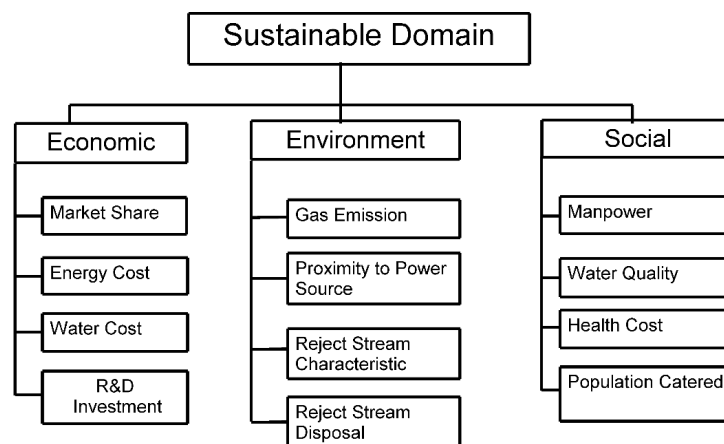 Sustainable Domain
Economic
Market Share
Energy Cost
Water Cost
R&D
Investment
Environment
Gas Emission
Proximity to Power
Source
Reject Stream
Characteristic
Reject Stream
Disposal
Social
Manpower
Water Quality
Health Cost
Population Catered